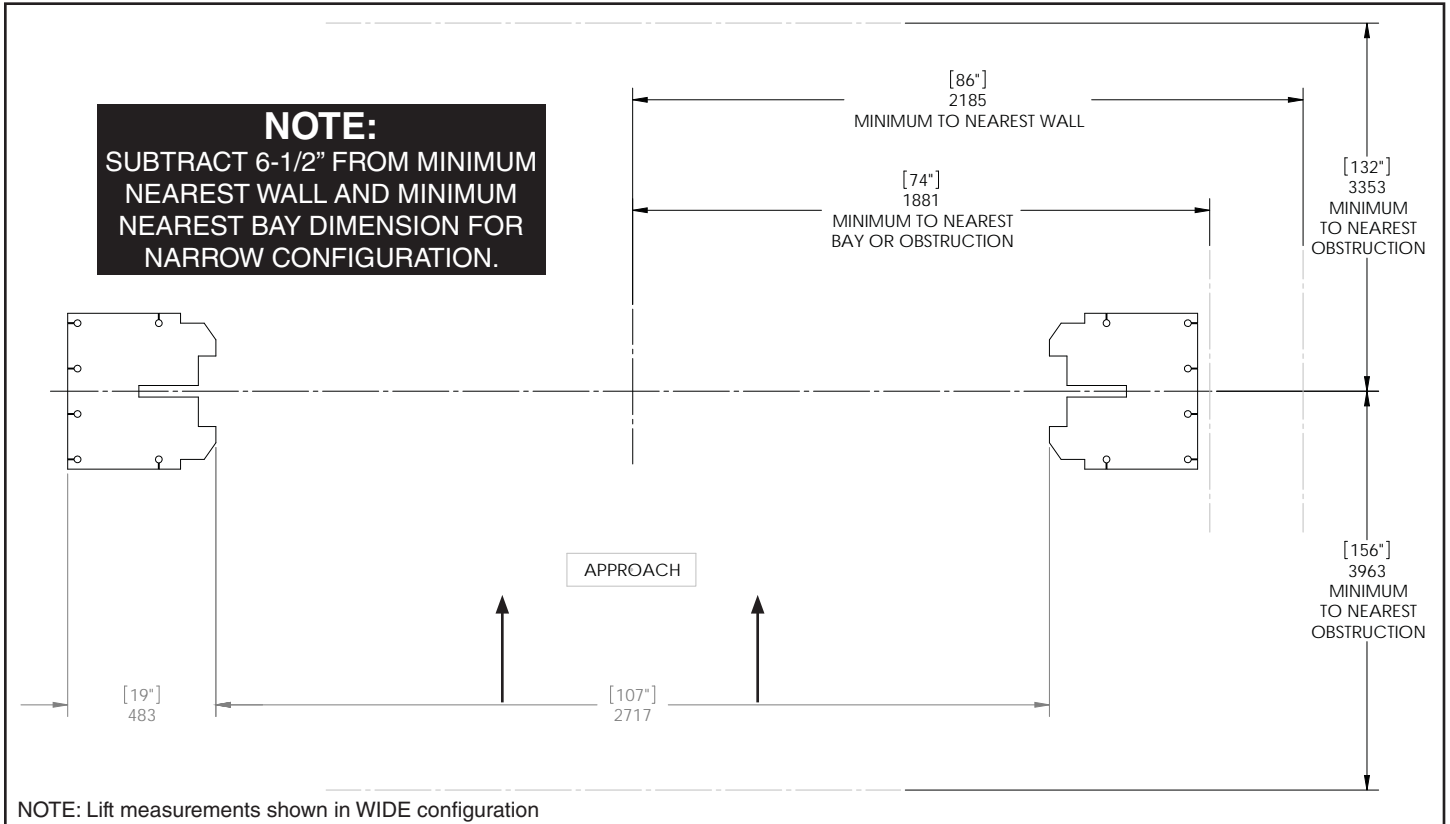 NOTE:
SUBTRACT 6-1/2” FROM MINIMUM
NEAREST WALL AND MINIMUM
NEAREST BAY DIMENSION FOR
NARROW CONFIGURATION.
[86"]
2185
MINIMUM TO NEAREST WALL
[74"]
1881
MINIMUM TO NEAREST
BAY OR OBSTRUCTION
[132"]
3353
MINIMUM
TO NEAREST
OBSTRUCTION
APPROACH
[156"]
3963
MINIMUM
TO NEAREST
OBSTRUCTION
[19"]
483
[107"]
2717
NOTE: Lift measurements shown in WIDE configuration